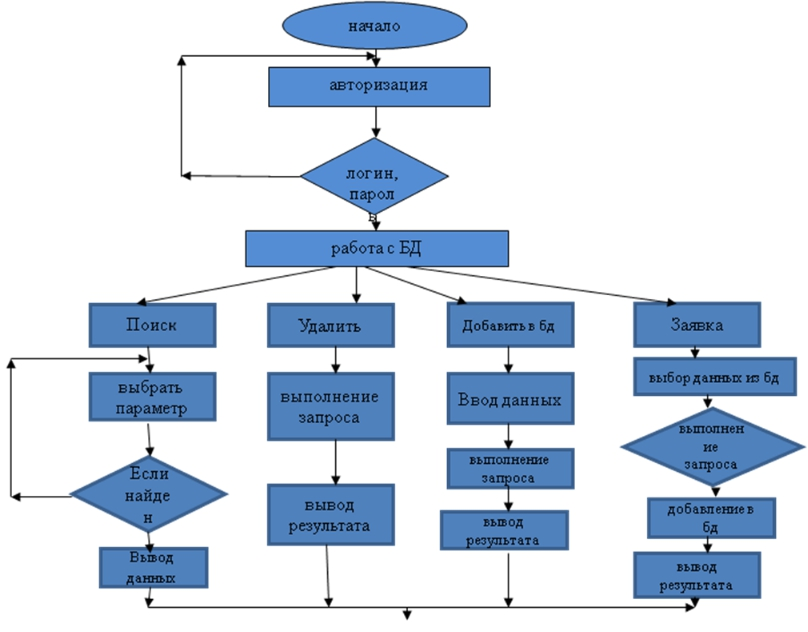 начало
авторизация
логин,
парол
ь
работа с БД
Поиск
выбрать
параметр
Если
найде
н
Вывод
данных
Удалить
выполнение
запроса
вывод
результата
Добавить в бд
Ввод данных
выполнение
запроса
вывод
результата
Заявка
выбор данных из бд
выполнен
ие
запроса
добавление в
бд
вывод
результата